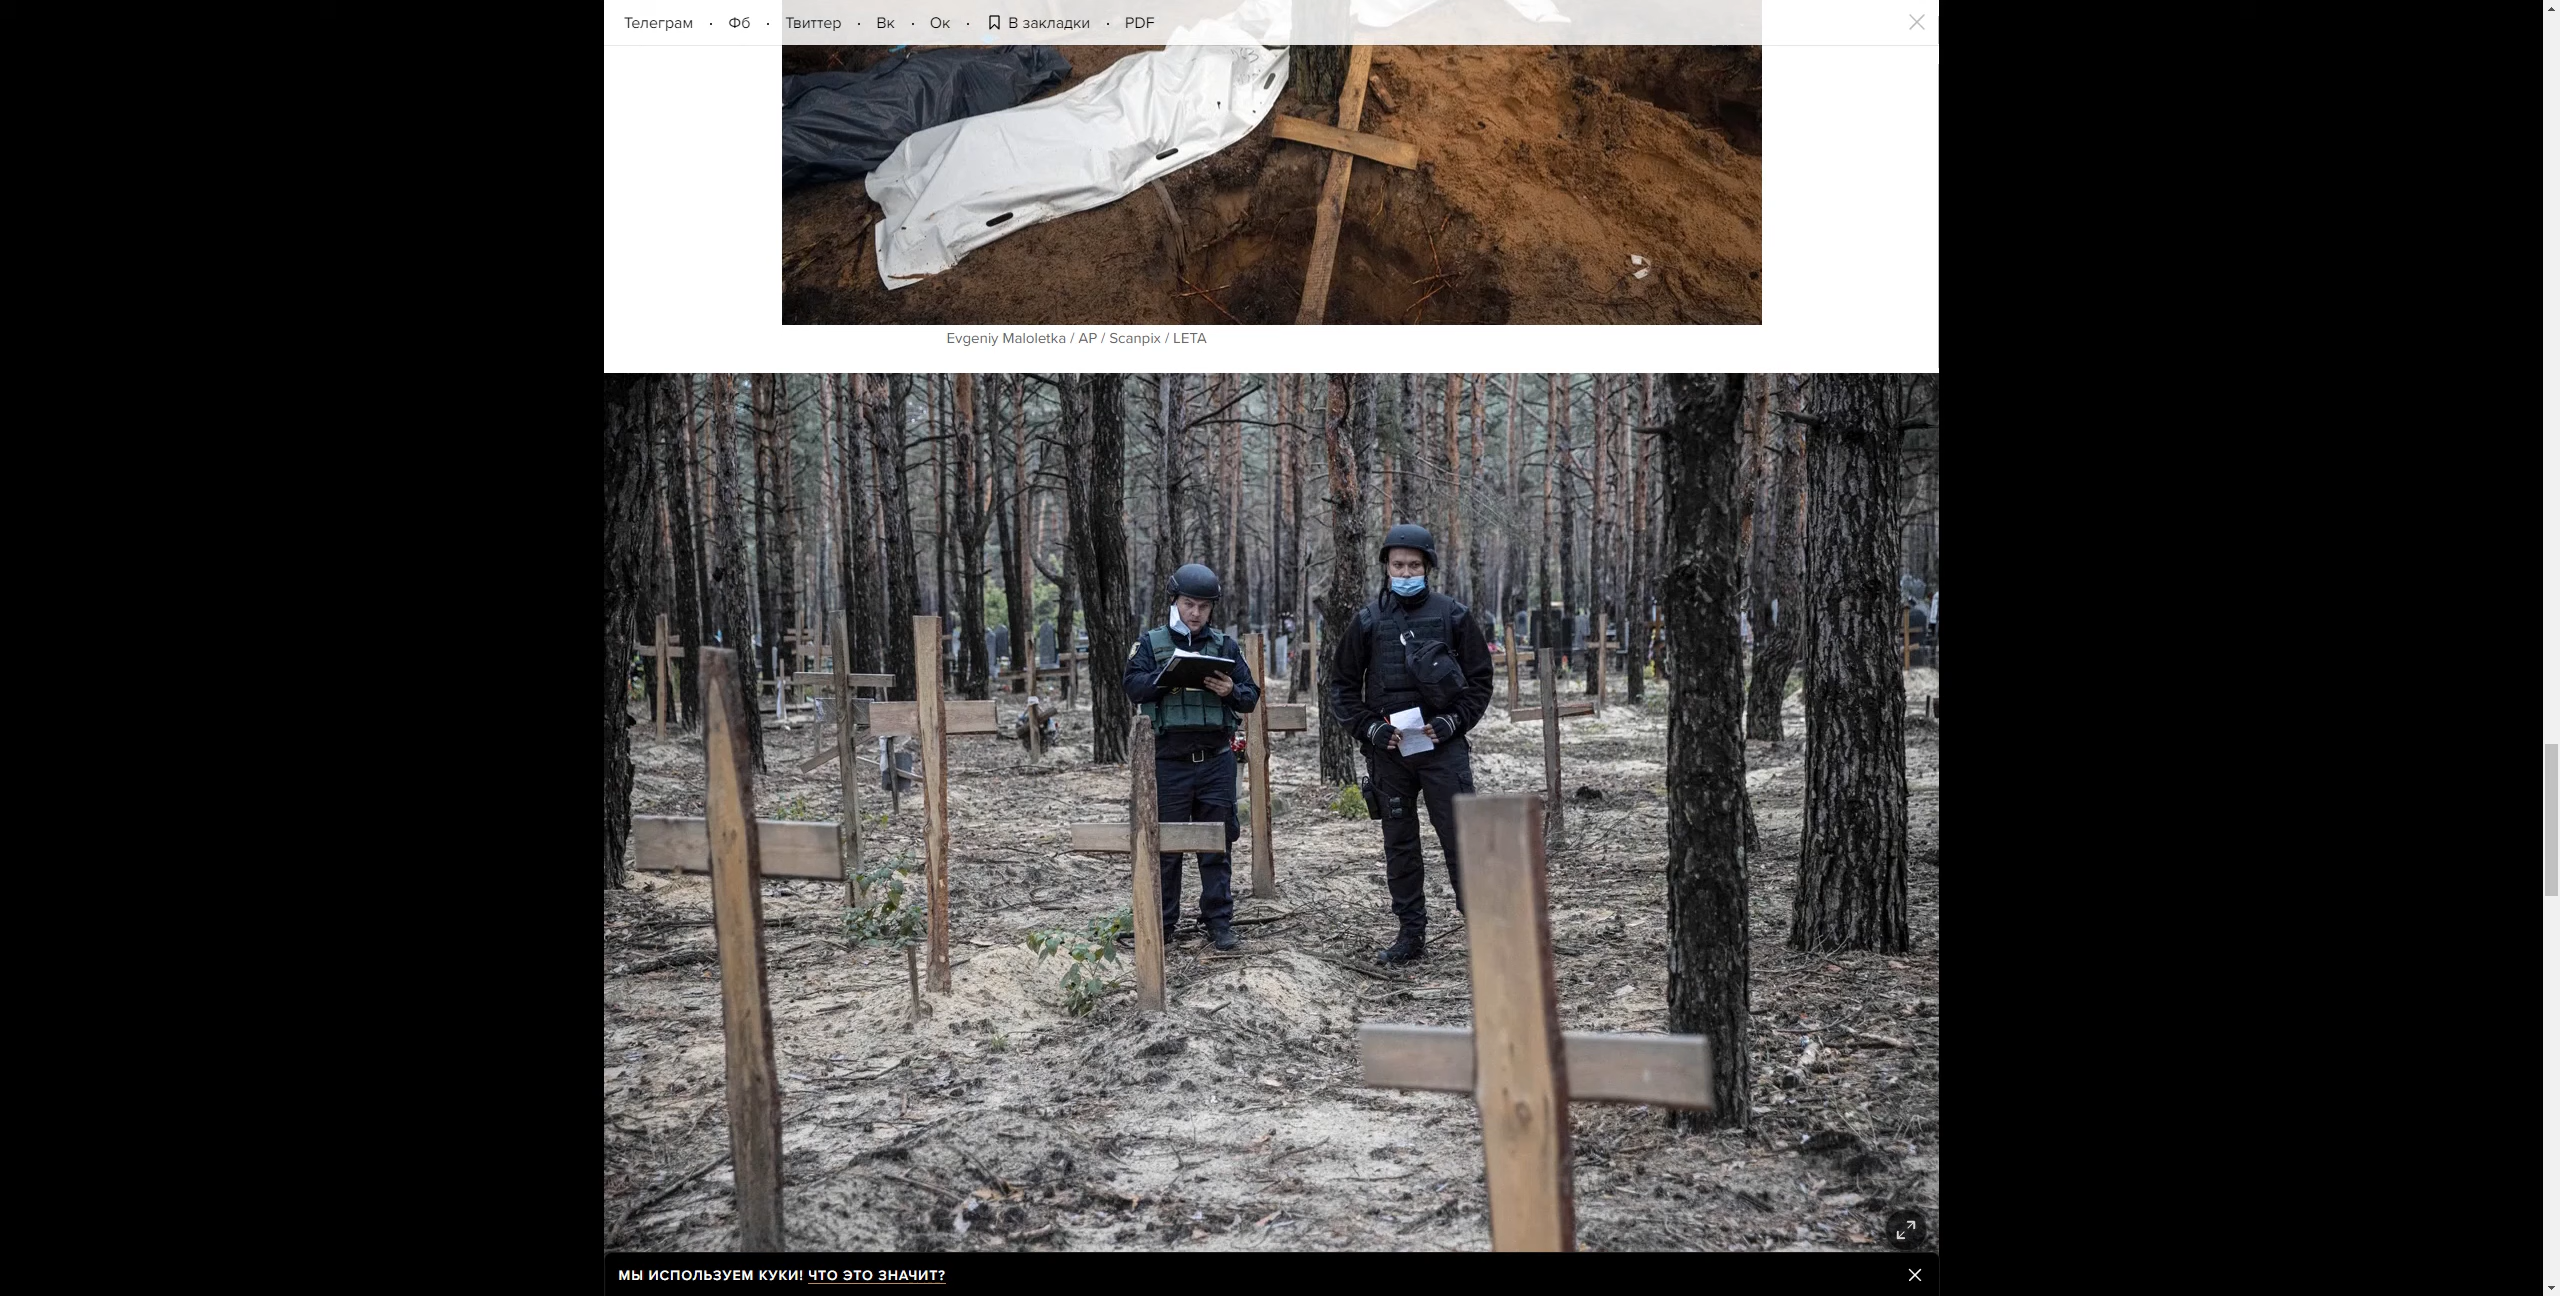 Телеграм · Фб · Твиттер · Вк · Ок · В закладки · PDF
Evgeniy Maloletka / AP / Scanpix / LETA
МЫ ИСПОЛЬЗУЕМ КУКИ! ЧТО ЭТО ЗНАЧИТ?